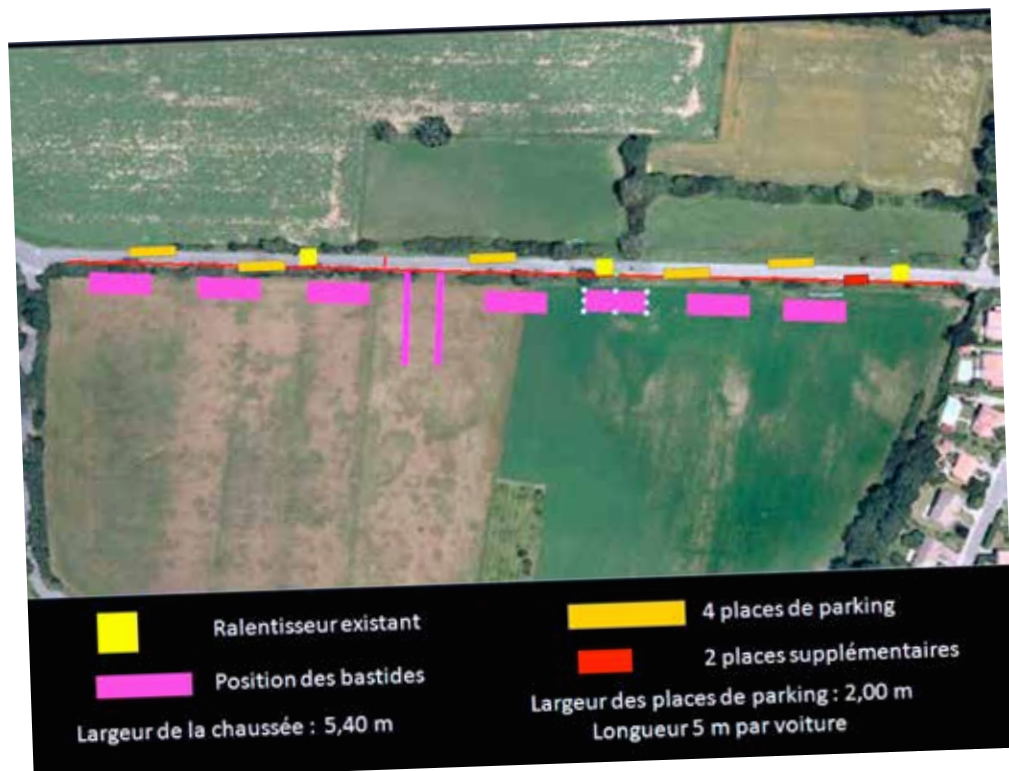 Ralentisseur existant
Position des bastides
Largeur de la chaussée : 5,40 m
4 places de parking
2 places supplémentaires
Largeur des places de parking : 2,00 m
Longueur 5 m par voiture